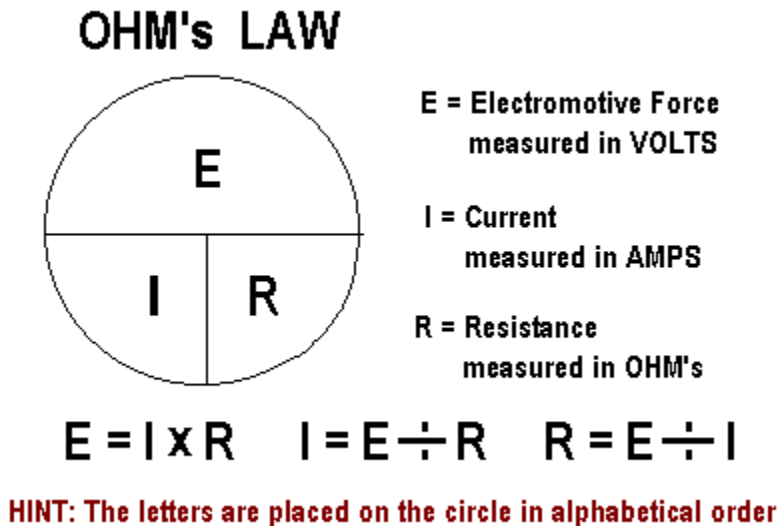 OHM's LAW
E
I R
E = Electromotive Force
measured in VOLTS
I = Current
measured in AMPS
R = Resistance
measured in OHM's
E = I x R I = E ÷ R R = E ÷ I
HINT: The letters are placed on the circle in alphabetical order